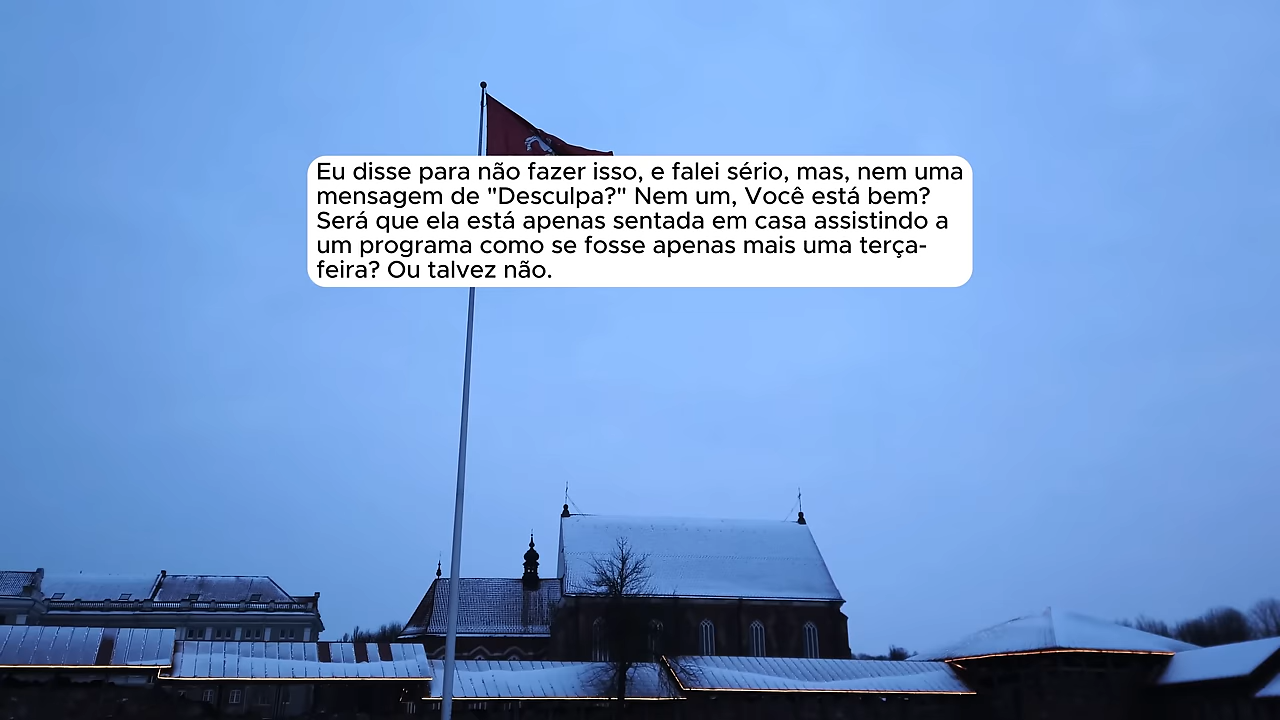 Eu disse para não fazer isso, e falei sério, mas, nem uma
mensagem de "Desculpa?" Nem um, Você está bem?
Será que ela está apenas sentada em casa assistindo a
um programa como se fosse apenas mais uma terça-
feira? Ou talvez não.